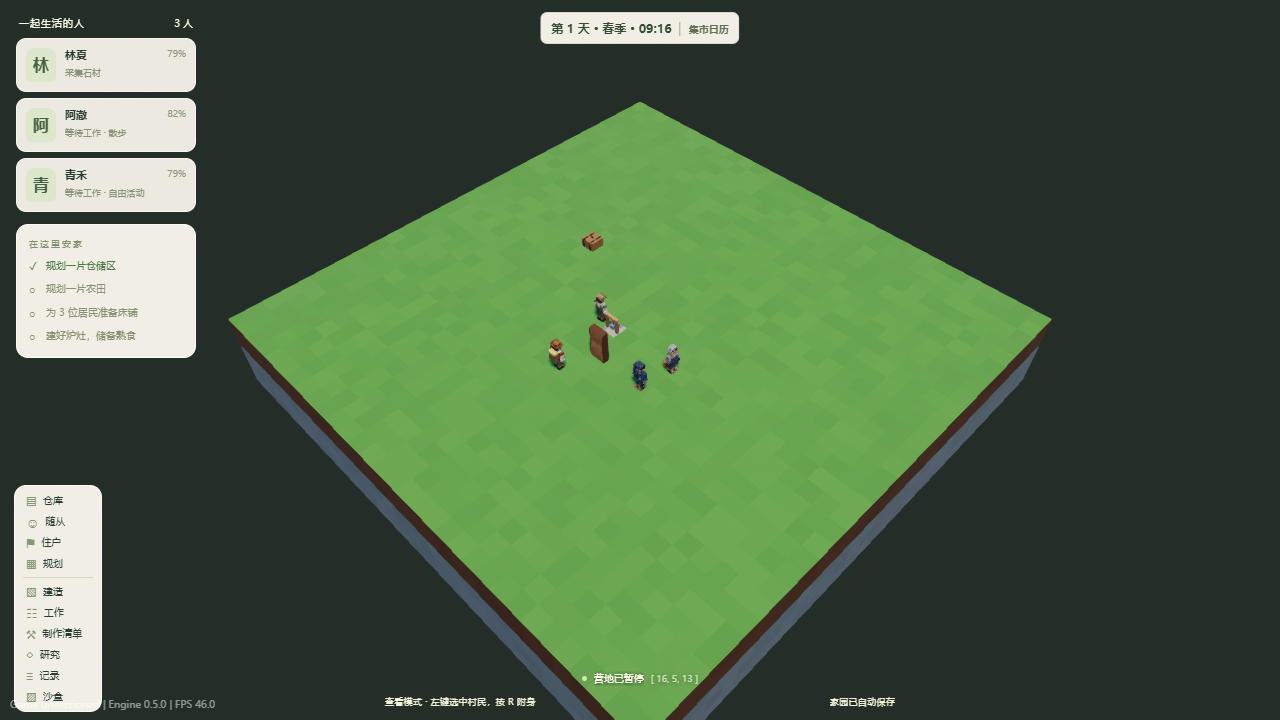 一起生活的人 3 人
第 1 天 • 春季 • 09:16 | 集市日历
林 林夏 79%
采集石材
阿 阿澈 82%
等待工作 · 散步
青 青禾 79%
等待工作 · 自由活动
在这里安家
✓ 规划一片仓储区
○ 规划一片农田
○ 为 3 位居民准备床铺
○ 建好炉灶，储备熟食
仓库
随从
住户
规划
建造
工作
制作清单
研究
记录
沙盒
营地已暂停 [ 16, 5, 13 ]
| Engine 0.5.0 | FPS 46.0
查看模式 · 左键选中村民，按 R 附身
家园已自动保存